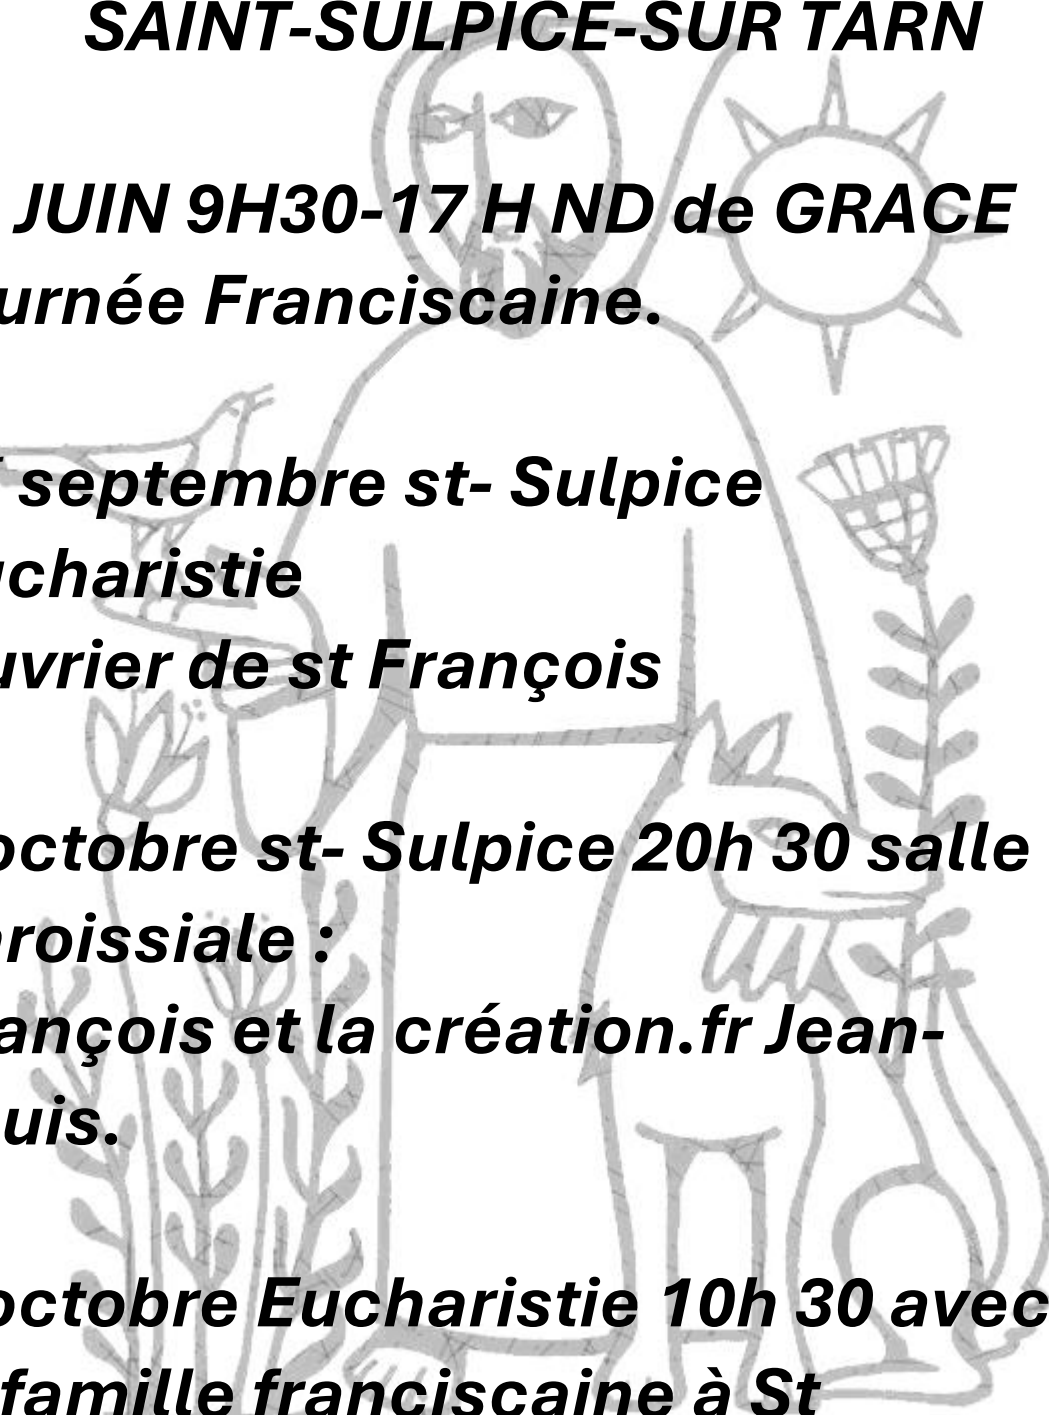 SAINT-SULPICE-SUR TARN
JUIN 9H30-17 H ND de GRACE
urnée Franciscaine.
septembre st- Sulpice
charistie
uvrier de st François
octobre st- Sulpice 20h 30 salle
roissiale :
ançois et la création.fr Jean-
uis.
octobre Eucharistie 10h 30 avec
famille franciscaine à St